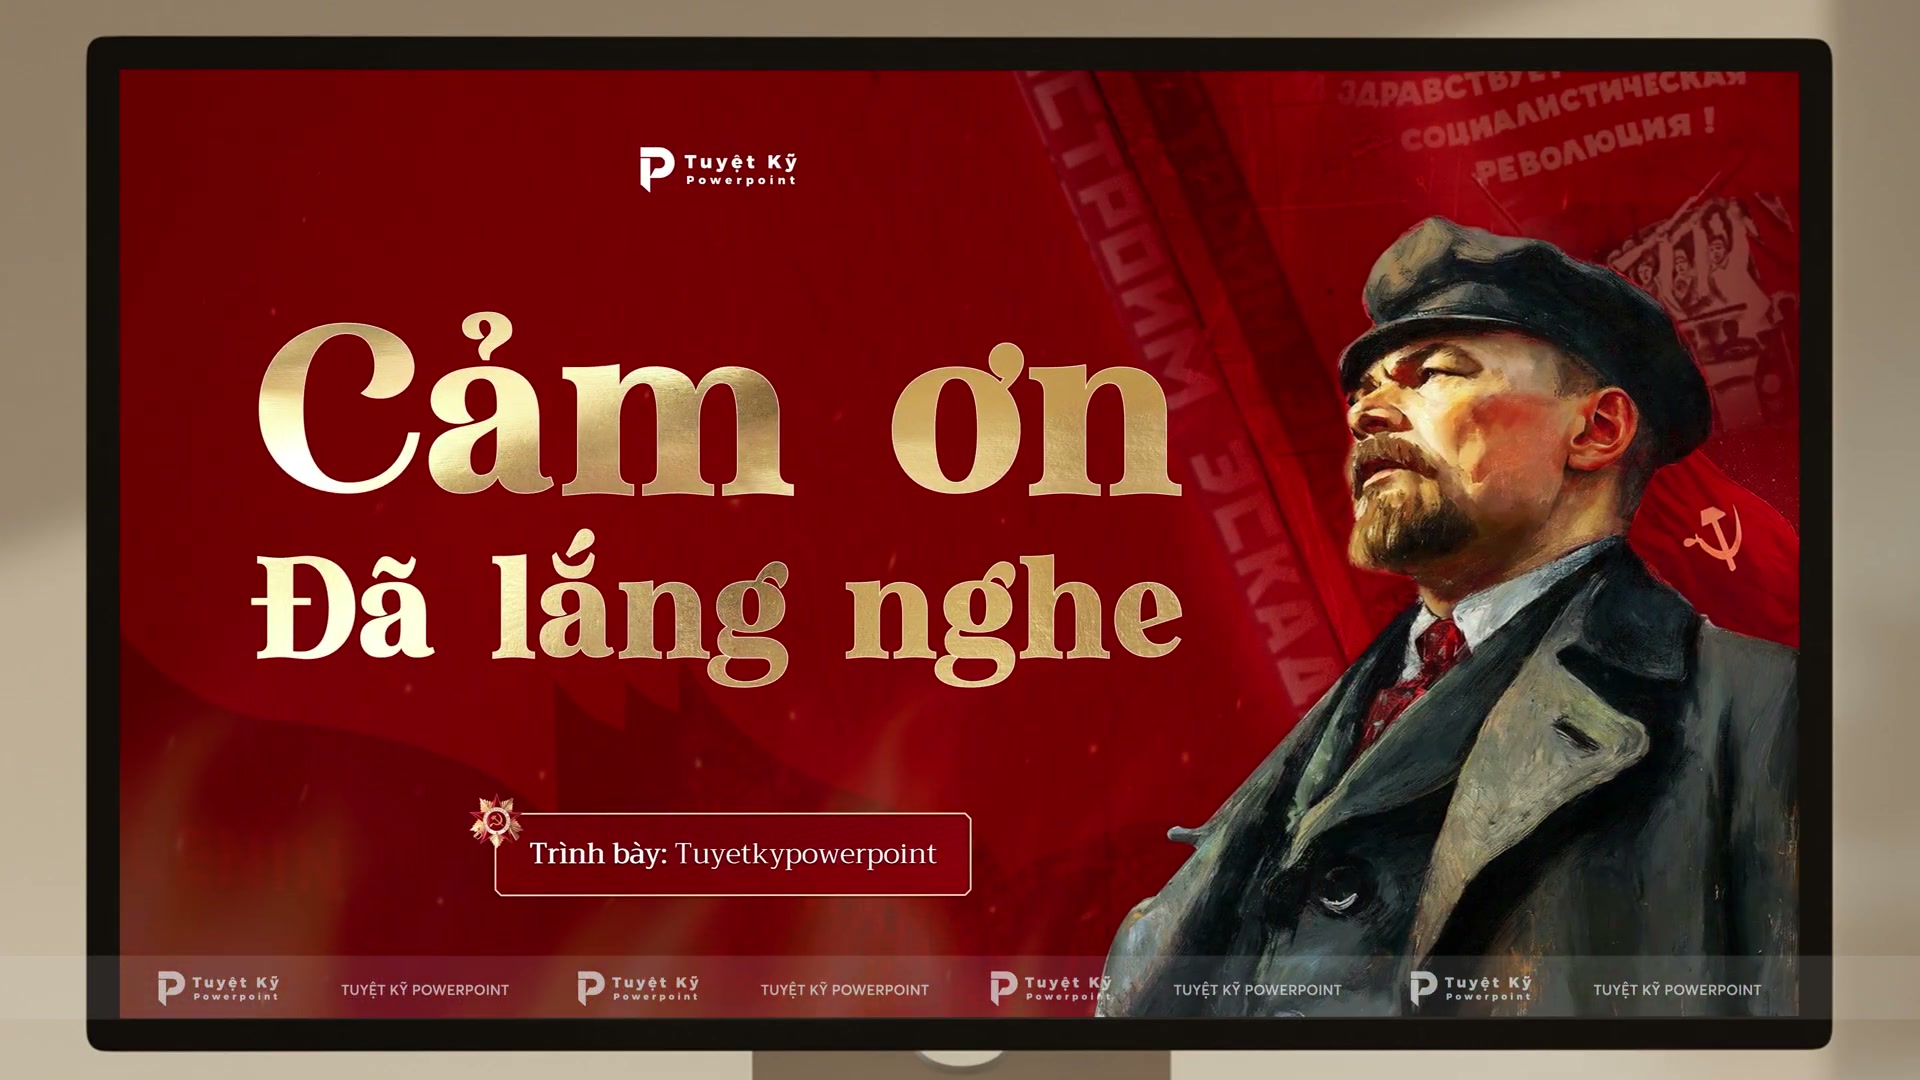 ЗДРАВСТВУЕТ
СОЦИАЛИСТИЧЕСКАЯ
РЕВОЛЮЦИЯ !
Tuyệt Kỹ
Powerpoint
СТРОИМ ЭСКАД
Cảm ơn
Đã lắng nghe
Trình bày: Tuyetkypowerpoint
Tuyệt Kỹ
Powerpoint
TUYỆT KỸ POWERPOINT
Tuyệt Kỹ
Powerpoint
TUYỆT KỸ POWERPOINT
Tuyệt Kỹ
Powerpoint
TUYỆT KỸ POWERPOINT
Tuyệt Kỹ
Powerpoint
TUYỆT KỸ POWERPOINT